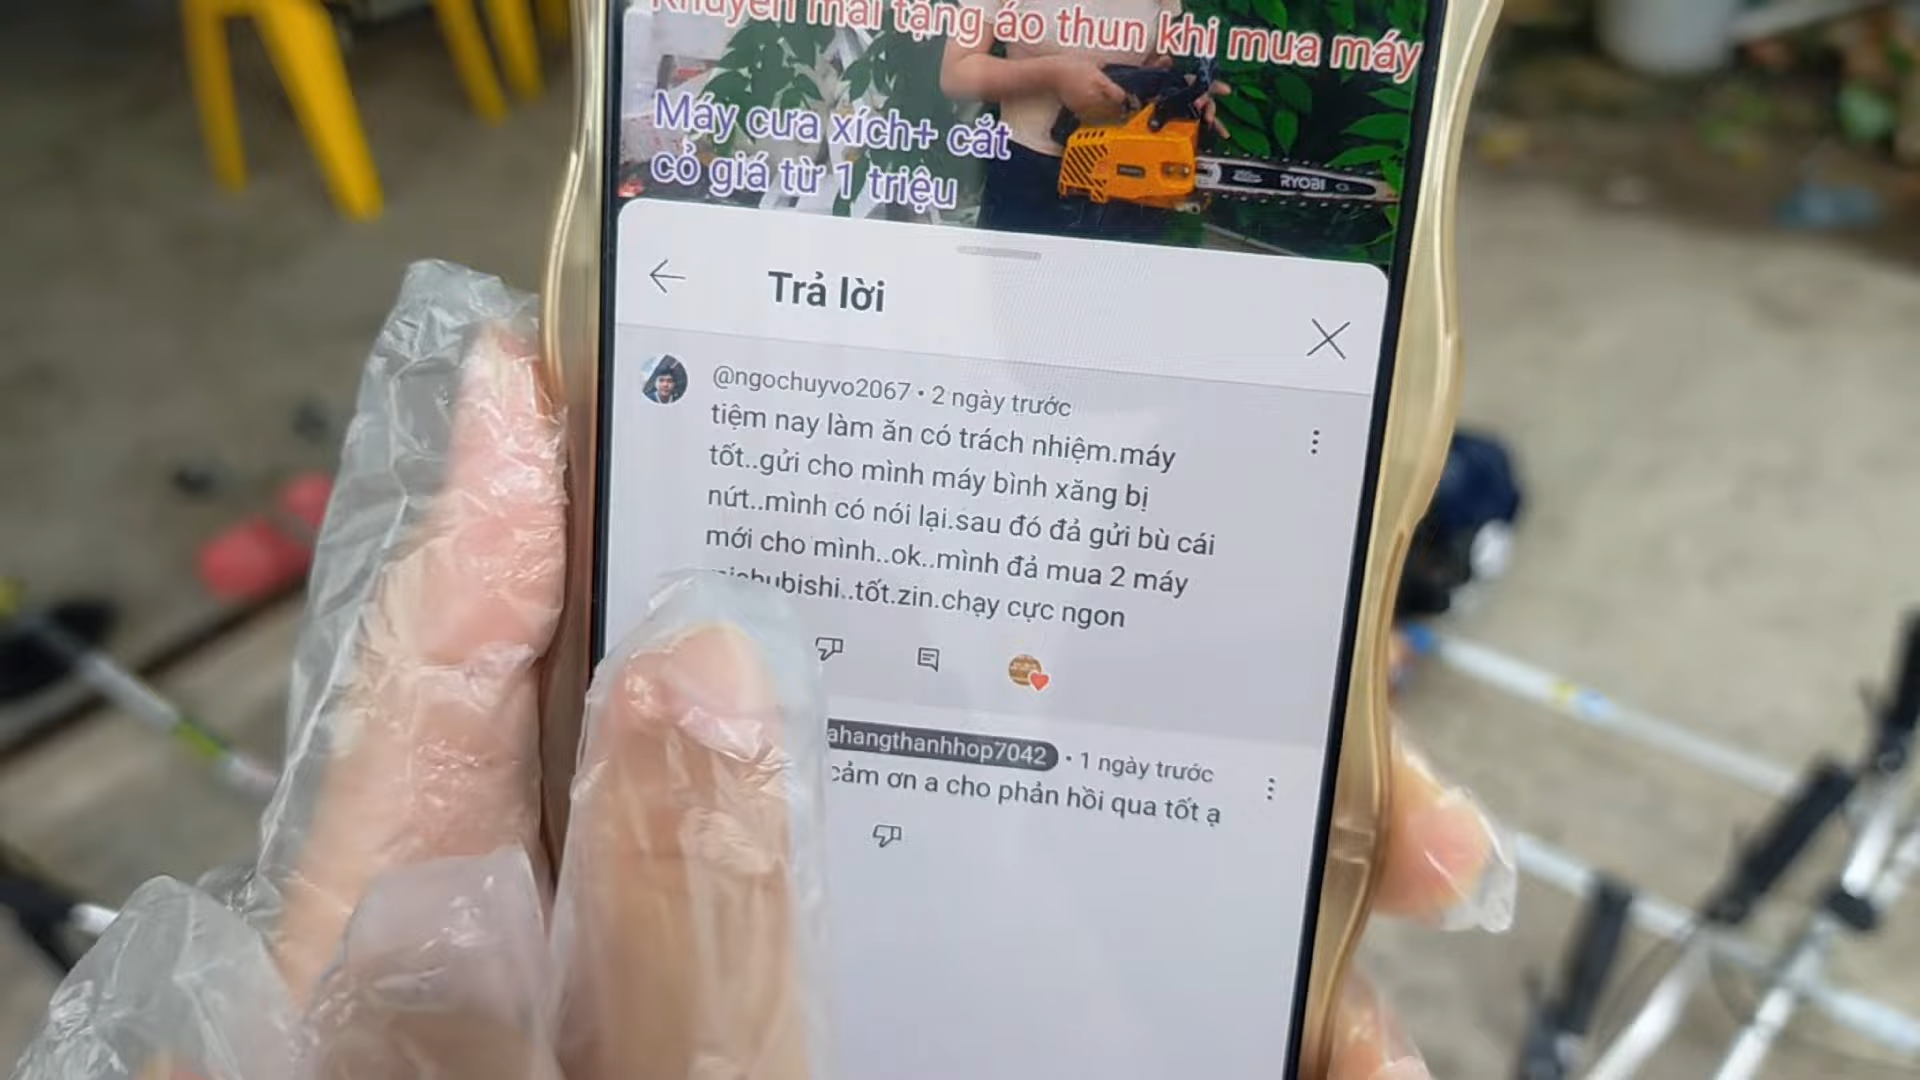 Khuyến mãi tặng áo thun khi mua máy
Máy cưa xích+ cắt
cỏ giá từ 1 triệu
RYOBI
Trả lời
@ngochuyvo2067 • 2 ngày trước
tiệm nay làm ăn có trách nhiệm.máy
tốt..gửi cho mình máy bình xăng bị
nứt..mình có nói lại.sau đó đả gửi bù cái
mới cho mình..ok..mình đả mua 2 máy
michubishi..tốt.zin.chạy cực ngon
ahangthanhhop7042 • 1 ngày trước
cảm ơn a cho phản hồi qua tốt ạ